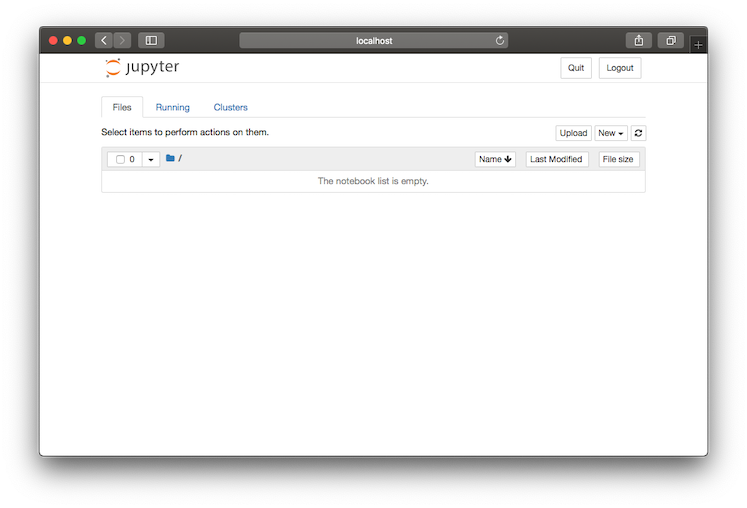 localhost
jupyter
Quit Logout
Files Running Clusters
Select items to perform actions on them.
Upload New
0 / Name Last Modified File size
The notebook list is empty.